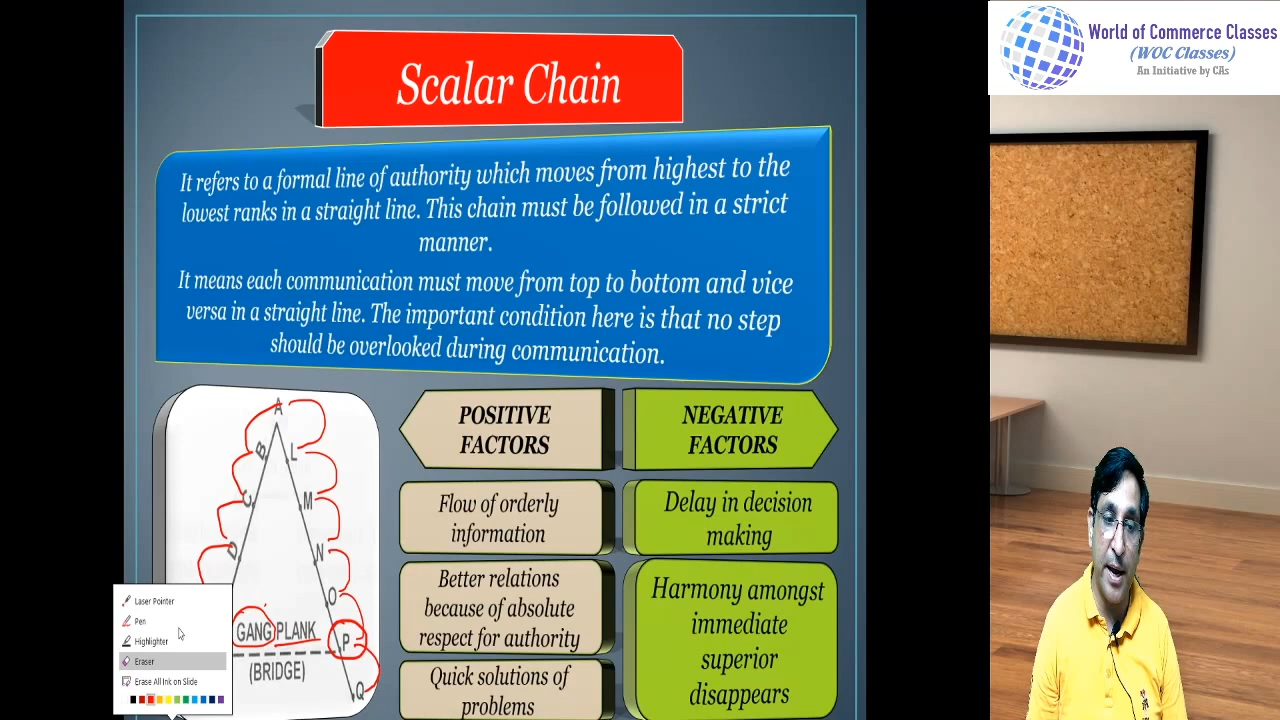 World of Commerce Classes
(WOC Classes)
An Initiative by CAs
Scalar Chain
It refers to a formal line of authority which moves from highest to the
lowest ranks in a straight line. This chain must be followed in a strict
manner.
It means each communication must move from top to bottom and vice
versa in a straight line. The important condition here is that no step
should be overlooked during communication.
A
B
L
C
M
D
N
O
GANG PLANK
P
(BRIDGE)
Q
POSITIVE
FACTORS
Flow of orderly
information
Better relations
because of absolute
respect for authority
Quick solutions of
problems
NEGATIVE
FACTORS
Delay in decision
making
Harmony amongst
immediate
superior
disappears
Laser Pointer
Pen
Highlighter
Eraser
Erase All Ink on Slide